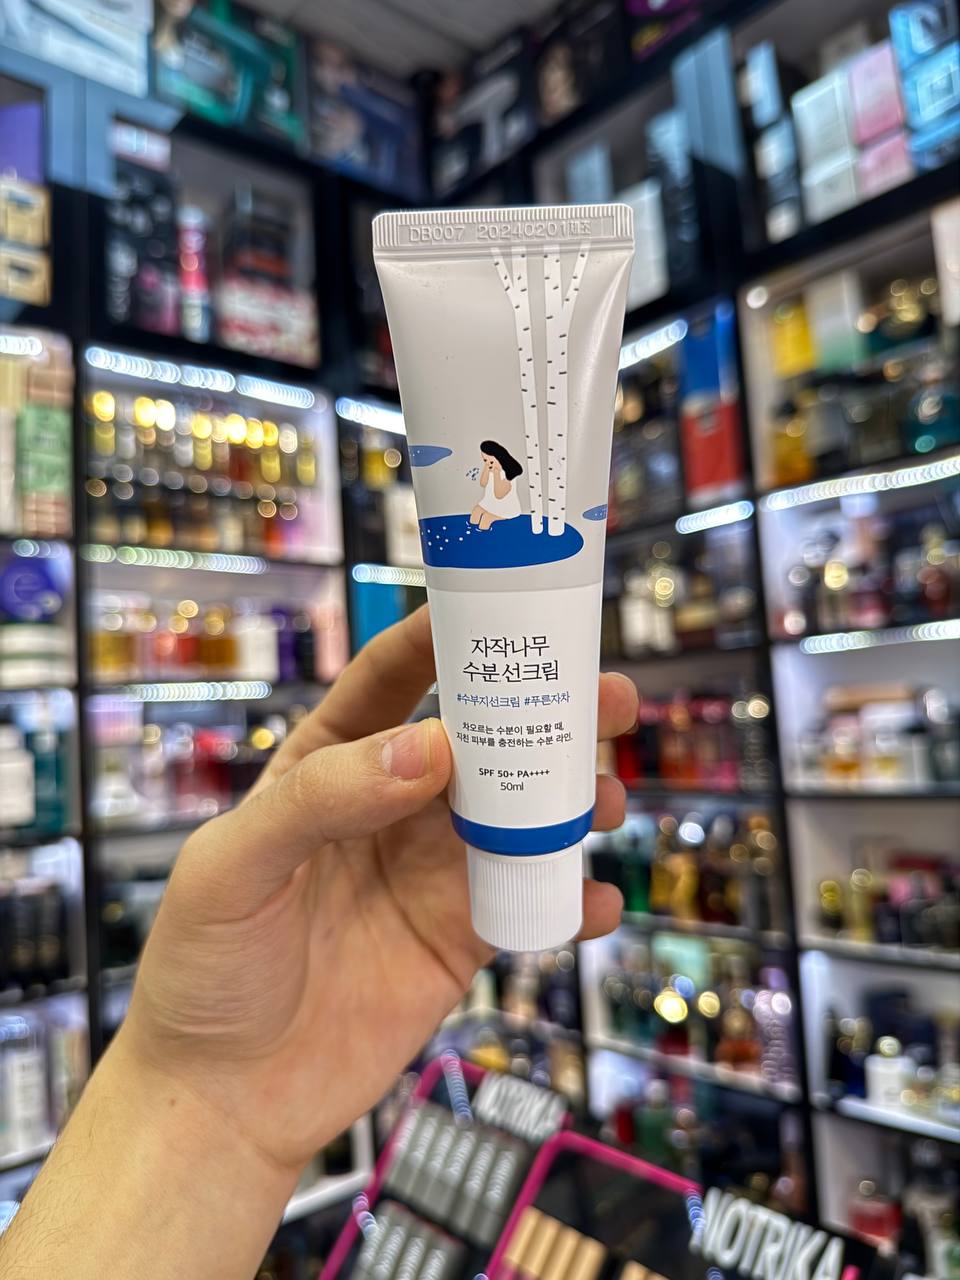 DB007 20240201제조
자작나무
수분 선크림
#수부지선크림 #푸른자차
차오르는 수분이 필요할 때,
지친 피부를 충전하는 수분 라인.
SPF 50+ PA++++
50ml
NOTRIKA
NOTRIKA